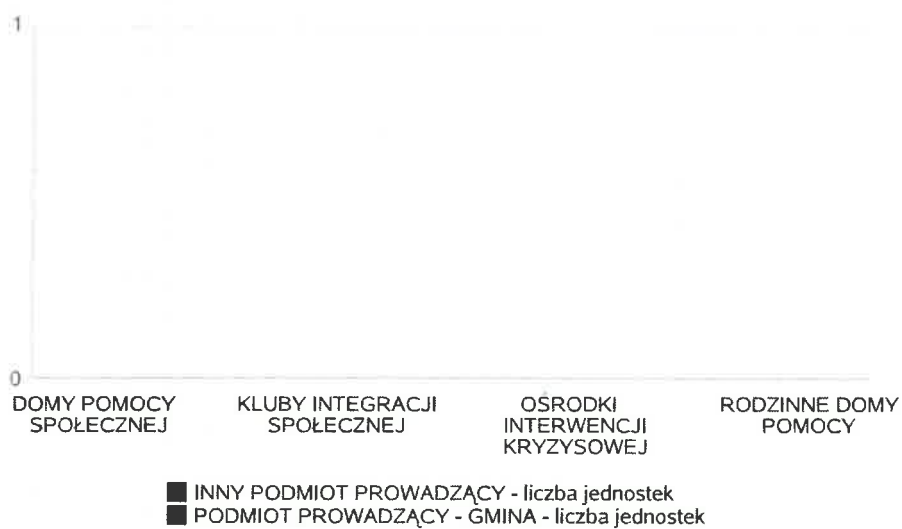 1
0
DOMY POMOCY KLUBY INTEGRACJI OŚRODKI RODZINNE DOMY
SPOŁECZNEJ SPOŁECZNEJ INTERWENCJI POMOCY
KRYZYSOWEJ
INNY PODMIOT PROWADZĄCY - liczba jednostek
PODMIOT PROWADZĄCY - GMINA - liczba jednostek